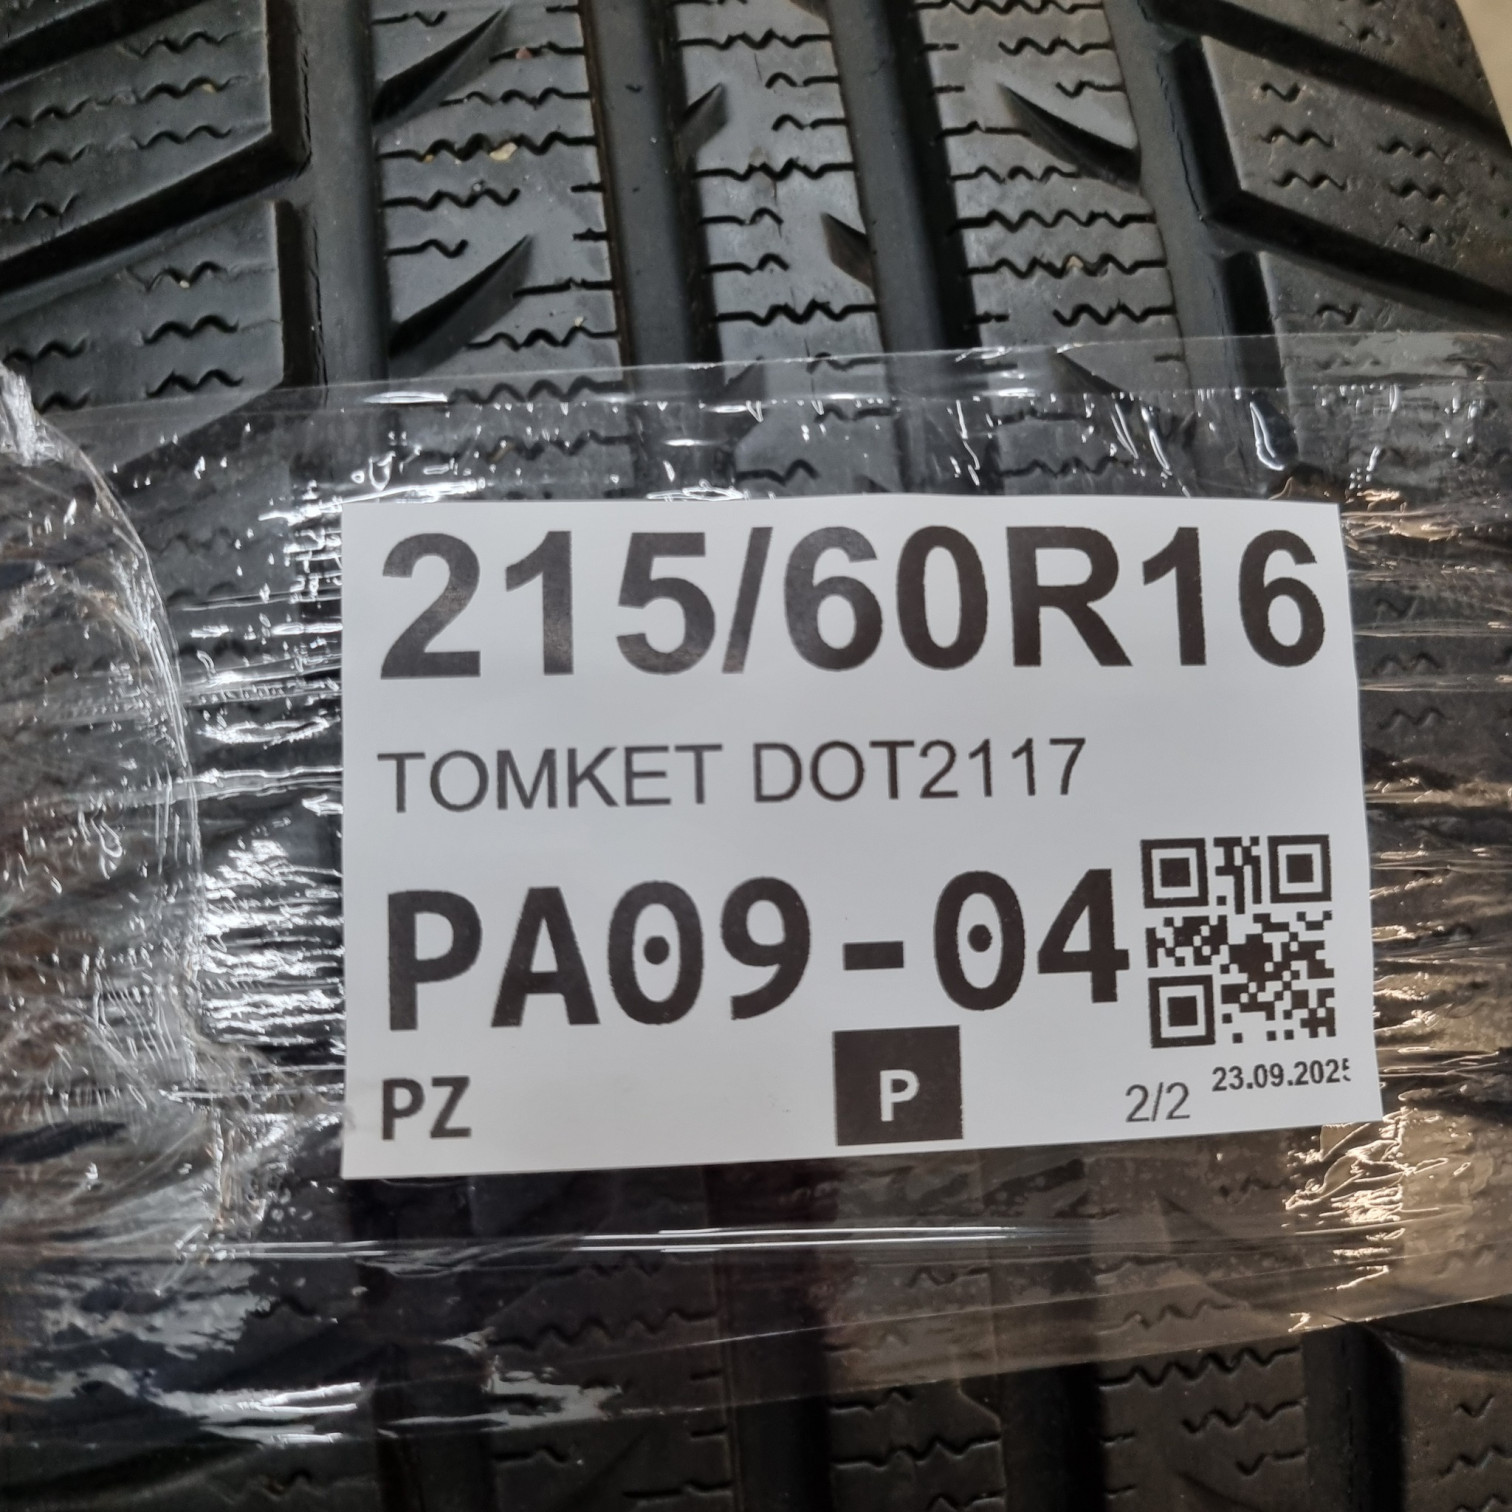 215/60R16
TOMKET DOT2117
PA09-04
PZ
P
2/2
23.09.2025